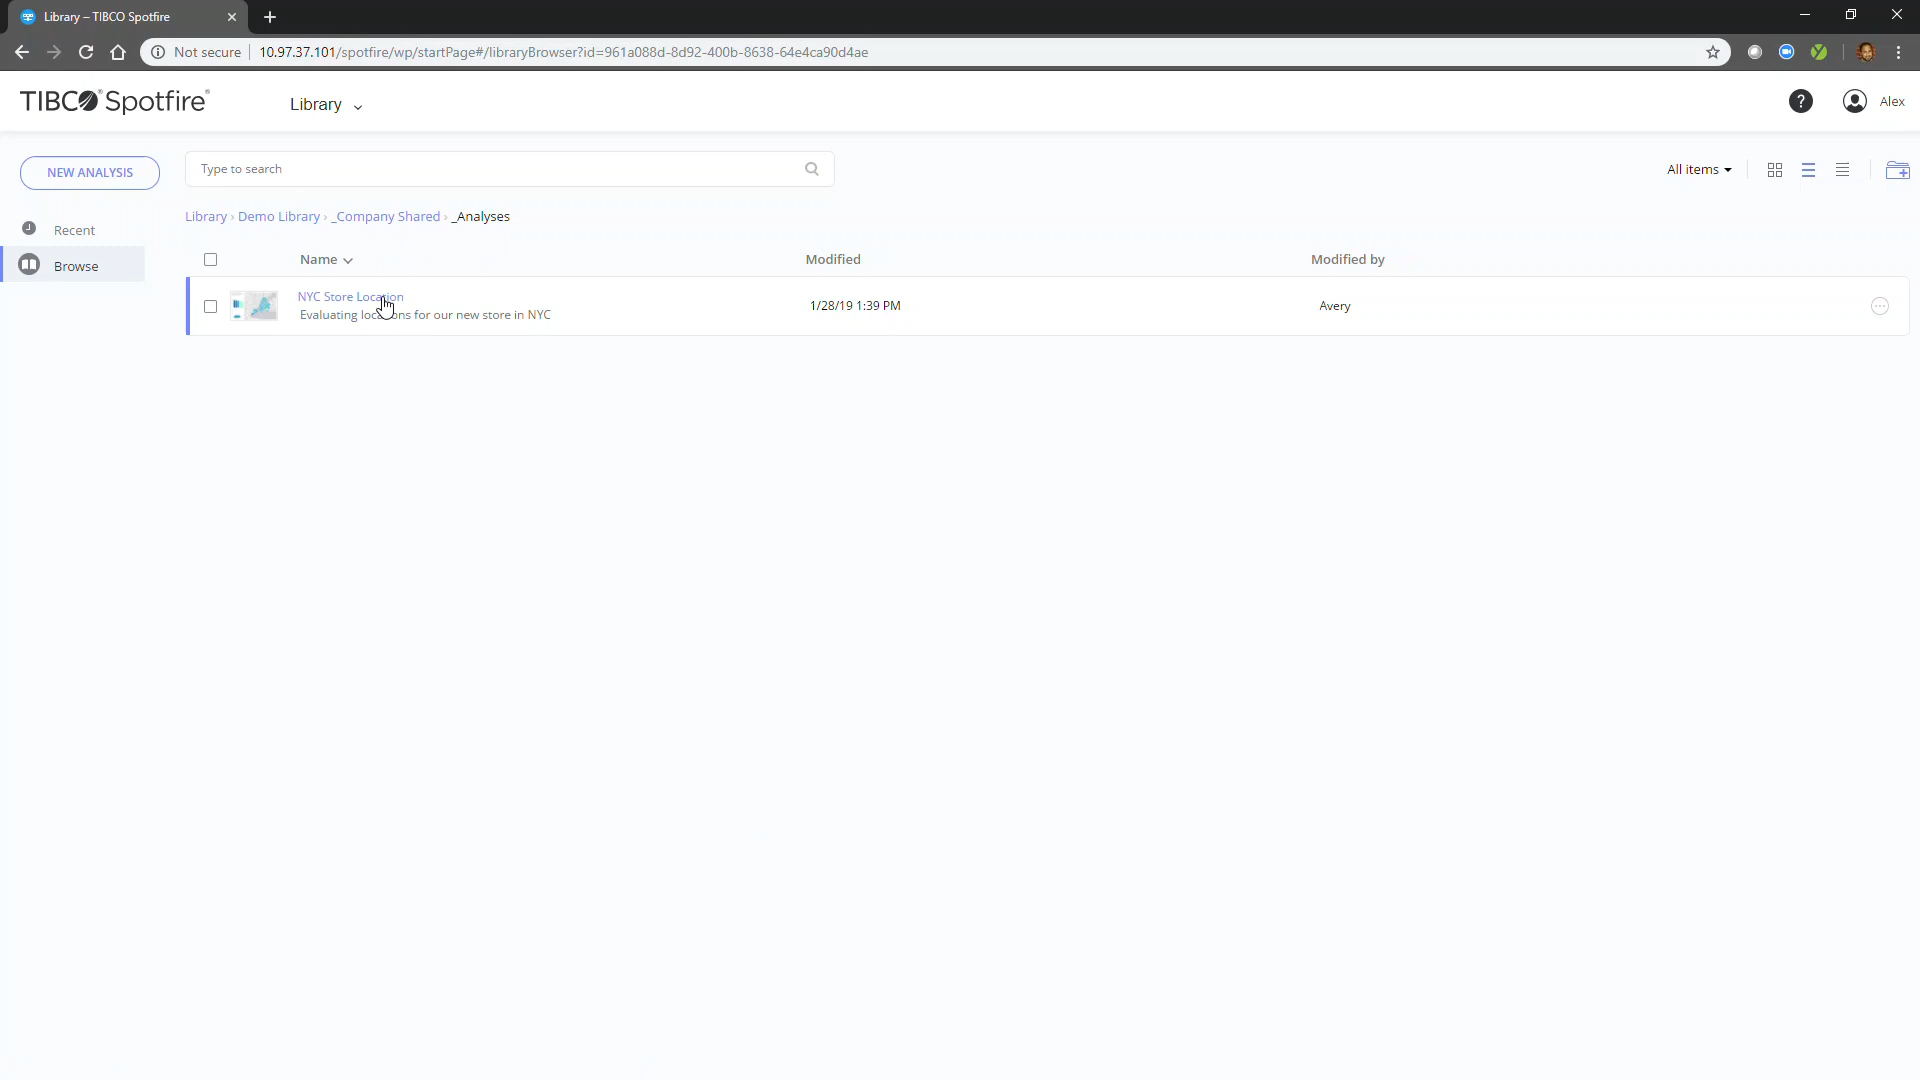 Library – TIBCO Spotfire
Not secure 10.97.37.101/spotfire/wp/startPage#/libraryBrowser?id=961a088d-8d92-400b-8638-64e4ca90d4ae
TIBCO® Spotfire®
Library
? Alex
NEW ANALYSIS
Type to search
All items
Library › Demo Library › _Company Shared › _Analyses
Recent
Browse
Name Modified Modified by
NYC Store Location
Evaluating locations for our new store in NYC
1/28/19 1:39 PM
Avery